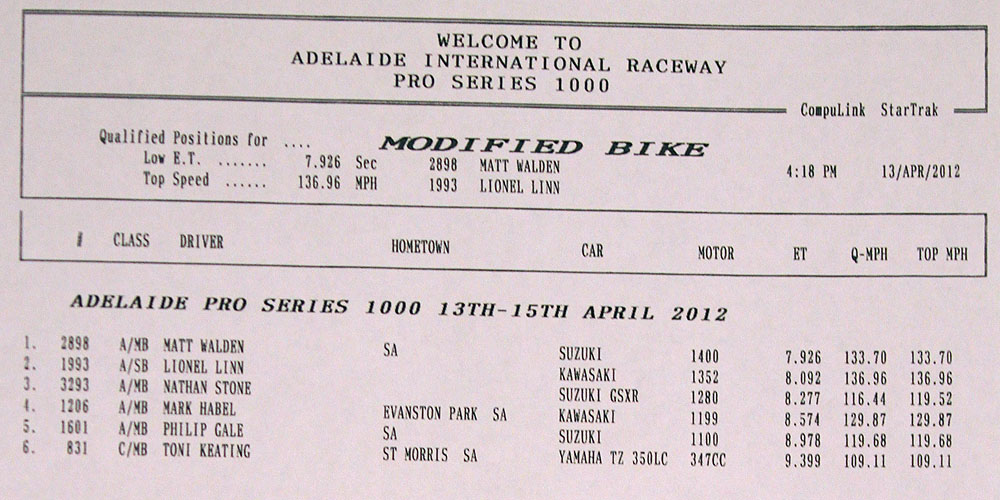 WELCOME TO
ADELAIDE INTERNATIONAL RACEWAY
PRO SERIES 1000
CompuLink StarTrak
Qualified Positions for .... MODIFIED BIKE
Low E.T. ....... 7.926 Sec 2898 MATT WALDEN 4:18 PM 13/APR/2012
Top Speed ...... 136.96 MPH 1993 LIONEL LINN
# CLASS DRIVER HOMETOWN CAR MOTOR ET Q-MPH TOP MPH
ADELAIDE PRO SERIES 1000 13TH-15TH APRIL 2012
1. 2898 A/MB MATT WALDEN SA SUZUKI 1400 7.926 133.70 133.70
2. 1993 A/SB LIONEL LINN KAWASAKI 1352 8.092 136.96 136.96
3. 3293 A/MB NATHAN STONE SUZUKI GSXR 1280 8.277 116.44 119.52
4. 1206 A/MB MARK HABEL EVANSTON PARK SA KAWASAKI 1199 8.574 129.87 129.87
5. 1601 A/MB PHILIP GALE SA SUZUKI 1100 8.978 119.68 119.68
6. 831 C/MB TONI KEATING ST MORRIS SA YAMAHA TZ 350LC 347CC 9.399 109.11 109.11